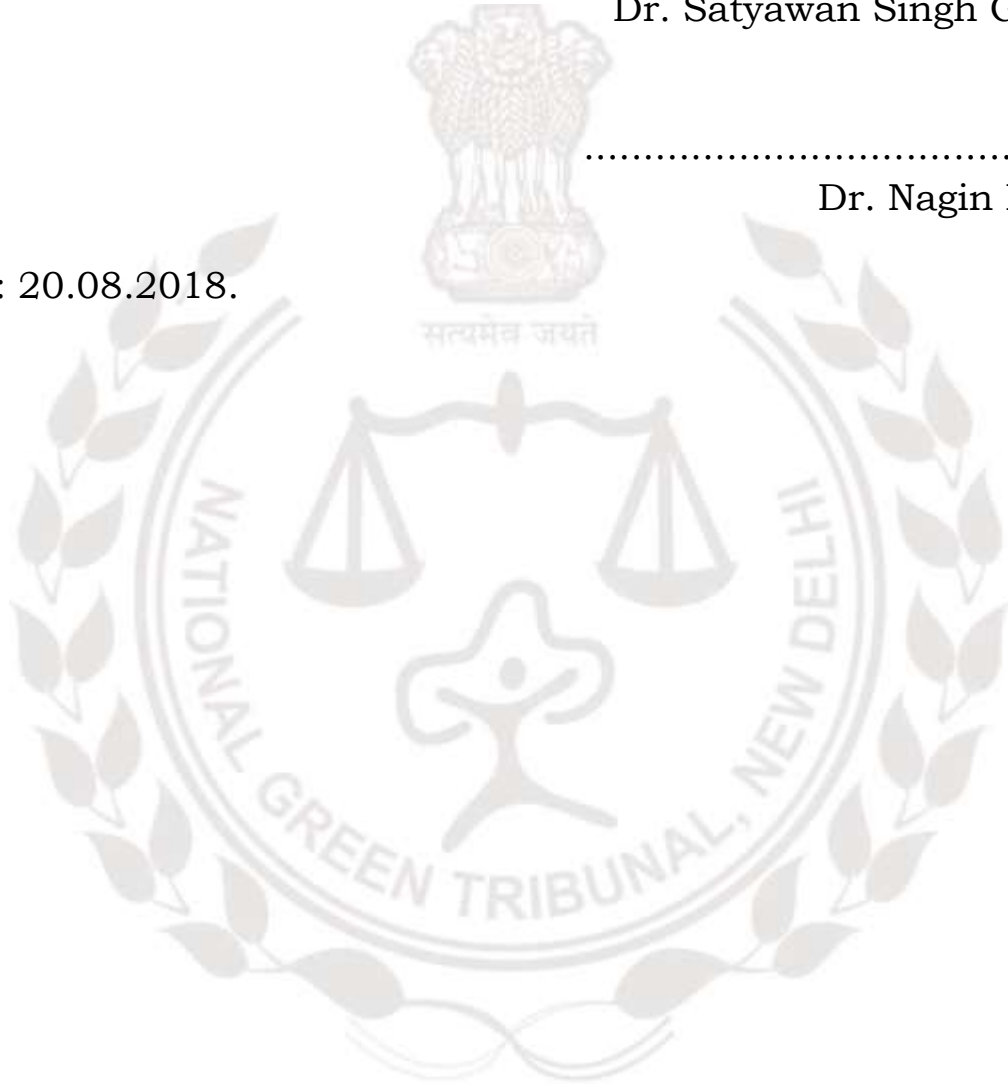 Dr. Satyawan Singh
....................................
Dr. Nagin
: 20.08.2018.
सत्यमेव जयते
NATIONAL GREEN TRIBUNAL, NEW DELHI